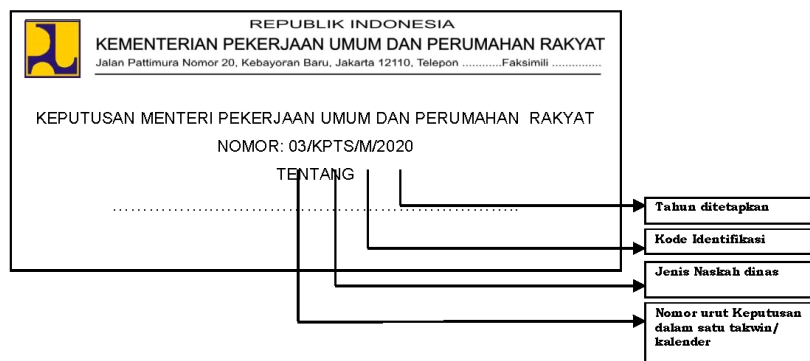 REPUBLIK INDONESIA
KEMENTERIAN PEKERJAAN UMUM DAN PERUMAHAN RAKYAT
Jalan Pattimura Nomor 20, Kebayoran Baru, Jakarta 12110, Telepon ............Faksimili ...............
KEPUTUSAN MENTERI PEKERJAAN UMUM DAN PERUMAHAN RAKYAT
NOMOR: 03/KPTS/M/2020
TENTANG
....................................................................
Tahun ditetapkan
Kode Identifikasi
Jenis Naskah dinas
Nomor urut Keputusan
dalam satu takwin/
kalender